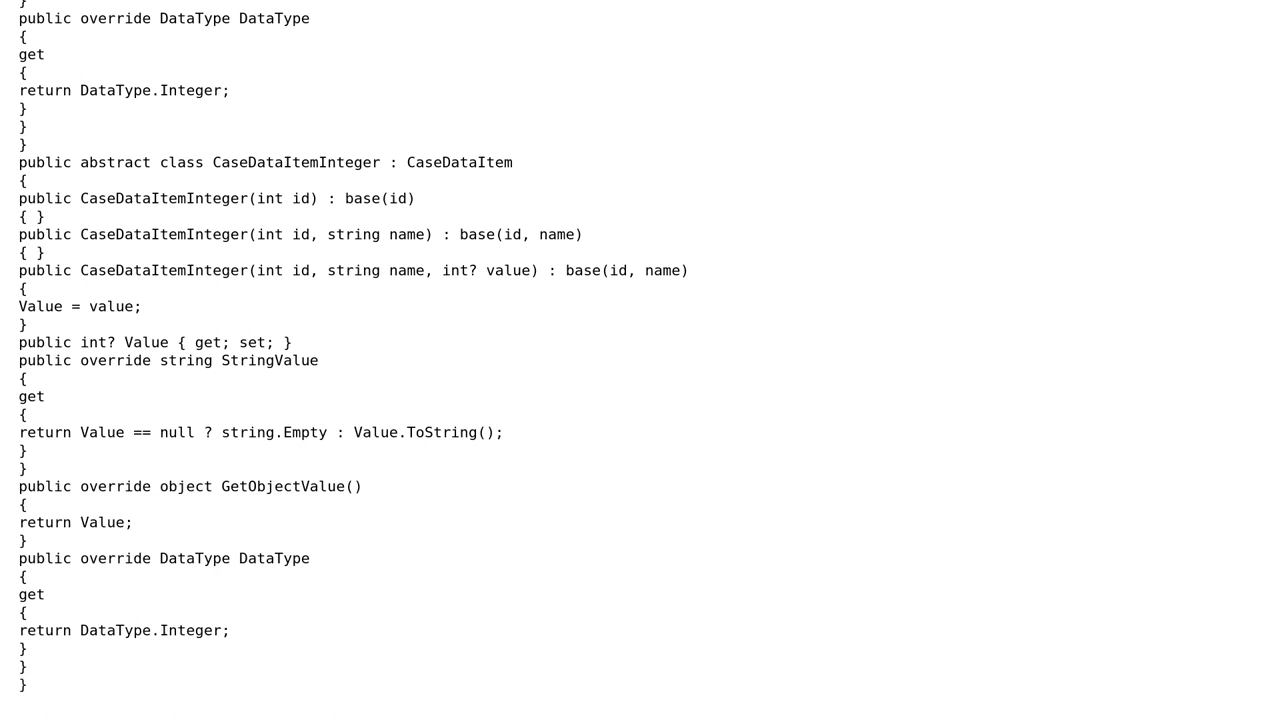 }
public override DataType DataType
{
get
{
return DataType.Integer;
}
}
}
public abstract class CaseDataItemInteger : CaseDataItem
{
public CaseDataItemInteger(int id) : base(id)
{ }
public CaseDataItemInteger(int id, string name) : base(id, name)
{ }
public CaseDataItemInteger(int id, string name, int? value) : base(id, name)
{
Value = value;
}
public int? Value { get; set; }
public override string StringValue
{
get
{
return Value == null ? string.Empty : Value.ToString();
}
}
public override object GetObjectValue()
{
return Value;
}
public override DataType DataType
{
get
{
return DataType.Integer;
}
}
}